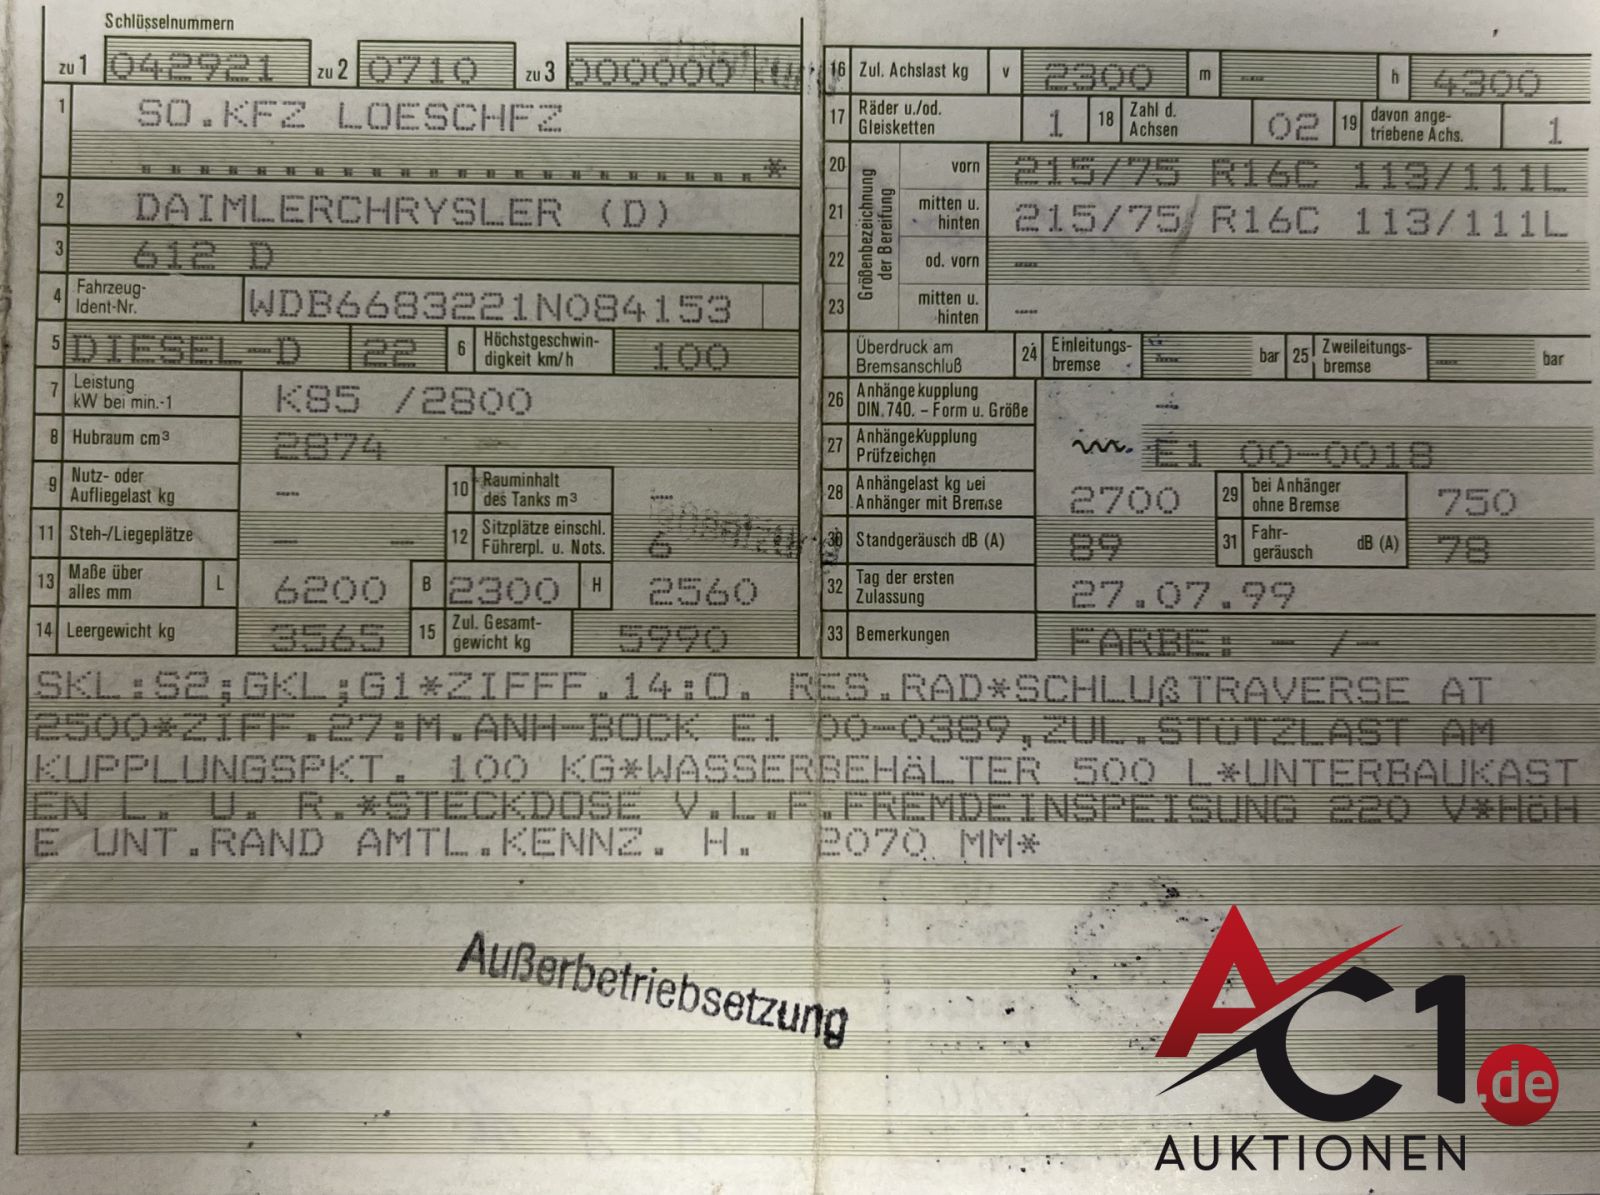 Schlüsselnummern
zu 1 042921 zu 2 0710 zu 3 000000
1 SO.KFZ LOESCHFZ
......................*
2 DAIMLERCHRYSLER (D)
3 612 D
4 Fahrzeug-Ident-Nr. WDB6683221N084153
5 DIESEL-D 22 6 Höchstgeschwindigkeit km/h 100
7 Leistung kW bei min.-1 K85 /2800
8 Hubraum cm³ 2874
9 Nutz- oder Aufliegelast kg -- 10 Rauminhalt des Tanks m³ --
11 Steh-/Liegeplätze - -- 12 Sitzplätze einschl. Führerpl. u. Nots. 6
13 Maße über alles mm L 6200 B 2300 H 2560
14 Leergewicht kg 3565 15 Zul. Gesamtgewicht kg 5990
16 Zul. Achslast kg v 2300 m -- h 4300
17 Räder u./od. Gleisketten 1 18 Zahl d. Achsen 02 19 davon angetriebene Achs. 1
Größenbezeichnung der Bereifung
20 vorn 215/75 R16C 113/111L
21 mitten u. hinten 215/75 R16C 113/111L
22 od. vorn --
23 mitten u. hinten --
Überdruck am Bremsanschluß 24 Einleitungsbremse -- bar 25 Zweileitungsbremse -- bar
26 Anhängekupplung DIN 740. - Form u. Größe --
27 Anhängekupplung Prüfzeichen E1 00-0018
28 Anhängelast kg bei Anhänger mit Bremse 2700 29 bei Anhänger ohne Bremse 750
30 Standgeräusch dB (A) 89 31 Fahrgeräusch dB (A) 78
32 Tag der ersten Zulassung 27.07.99
33 Bemerkungen FARBE: - /-
SKL:S2;GKL;G1*ZIFFF.14:O. RES.RAD*SCHLUßTRAVERSE AT
2500*ZIFF.27:M.ANH-BOCK E1 00-0389,ZUL.STÜTZLAST AM
KUPPLUNGSPKT. 100 KG*WASSERBEHÄLTER 500 L*UNTERBAUKAST
EN L. U. R.*STECKDOSE V.L.F.FREMDEINSPEISUNG 220 V*HÖH
E UNT.RAND AMTL.KENNZ. H. 2070 MM*
Außerbetriebsetzung
AC1.de
AUKTIONEN